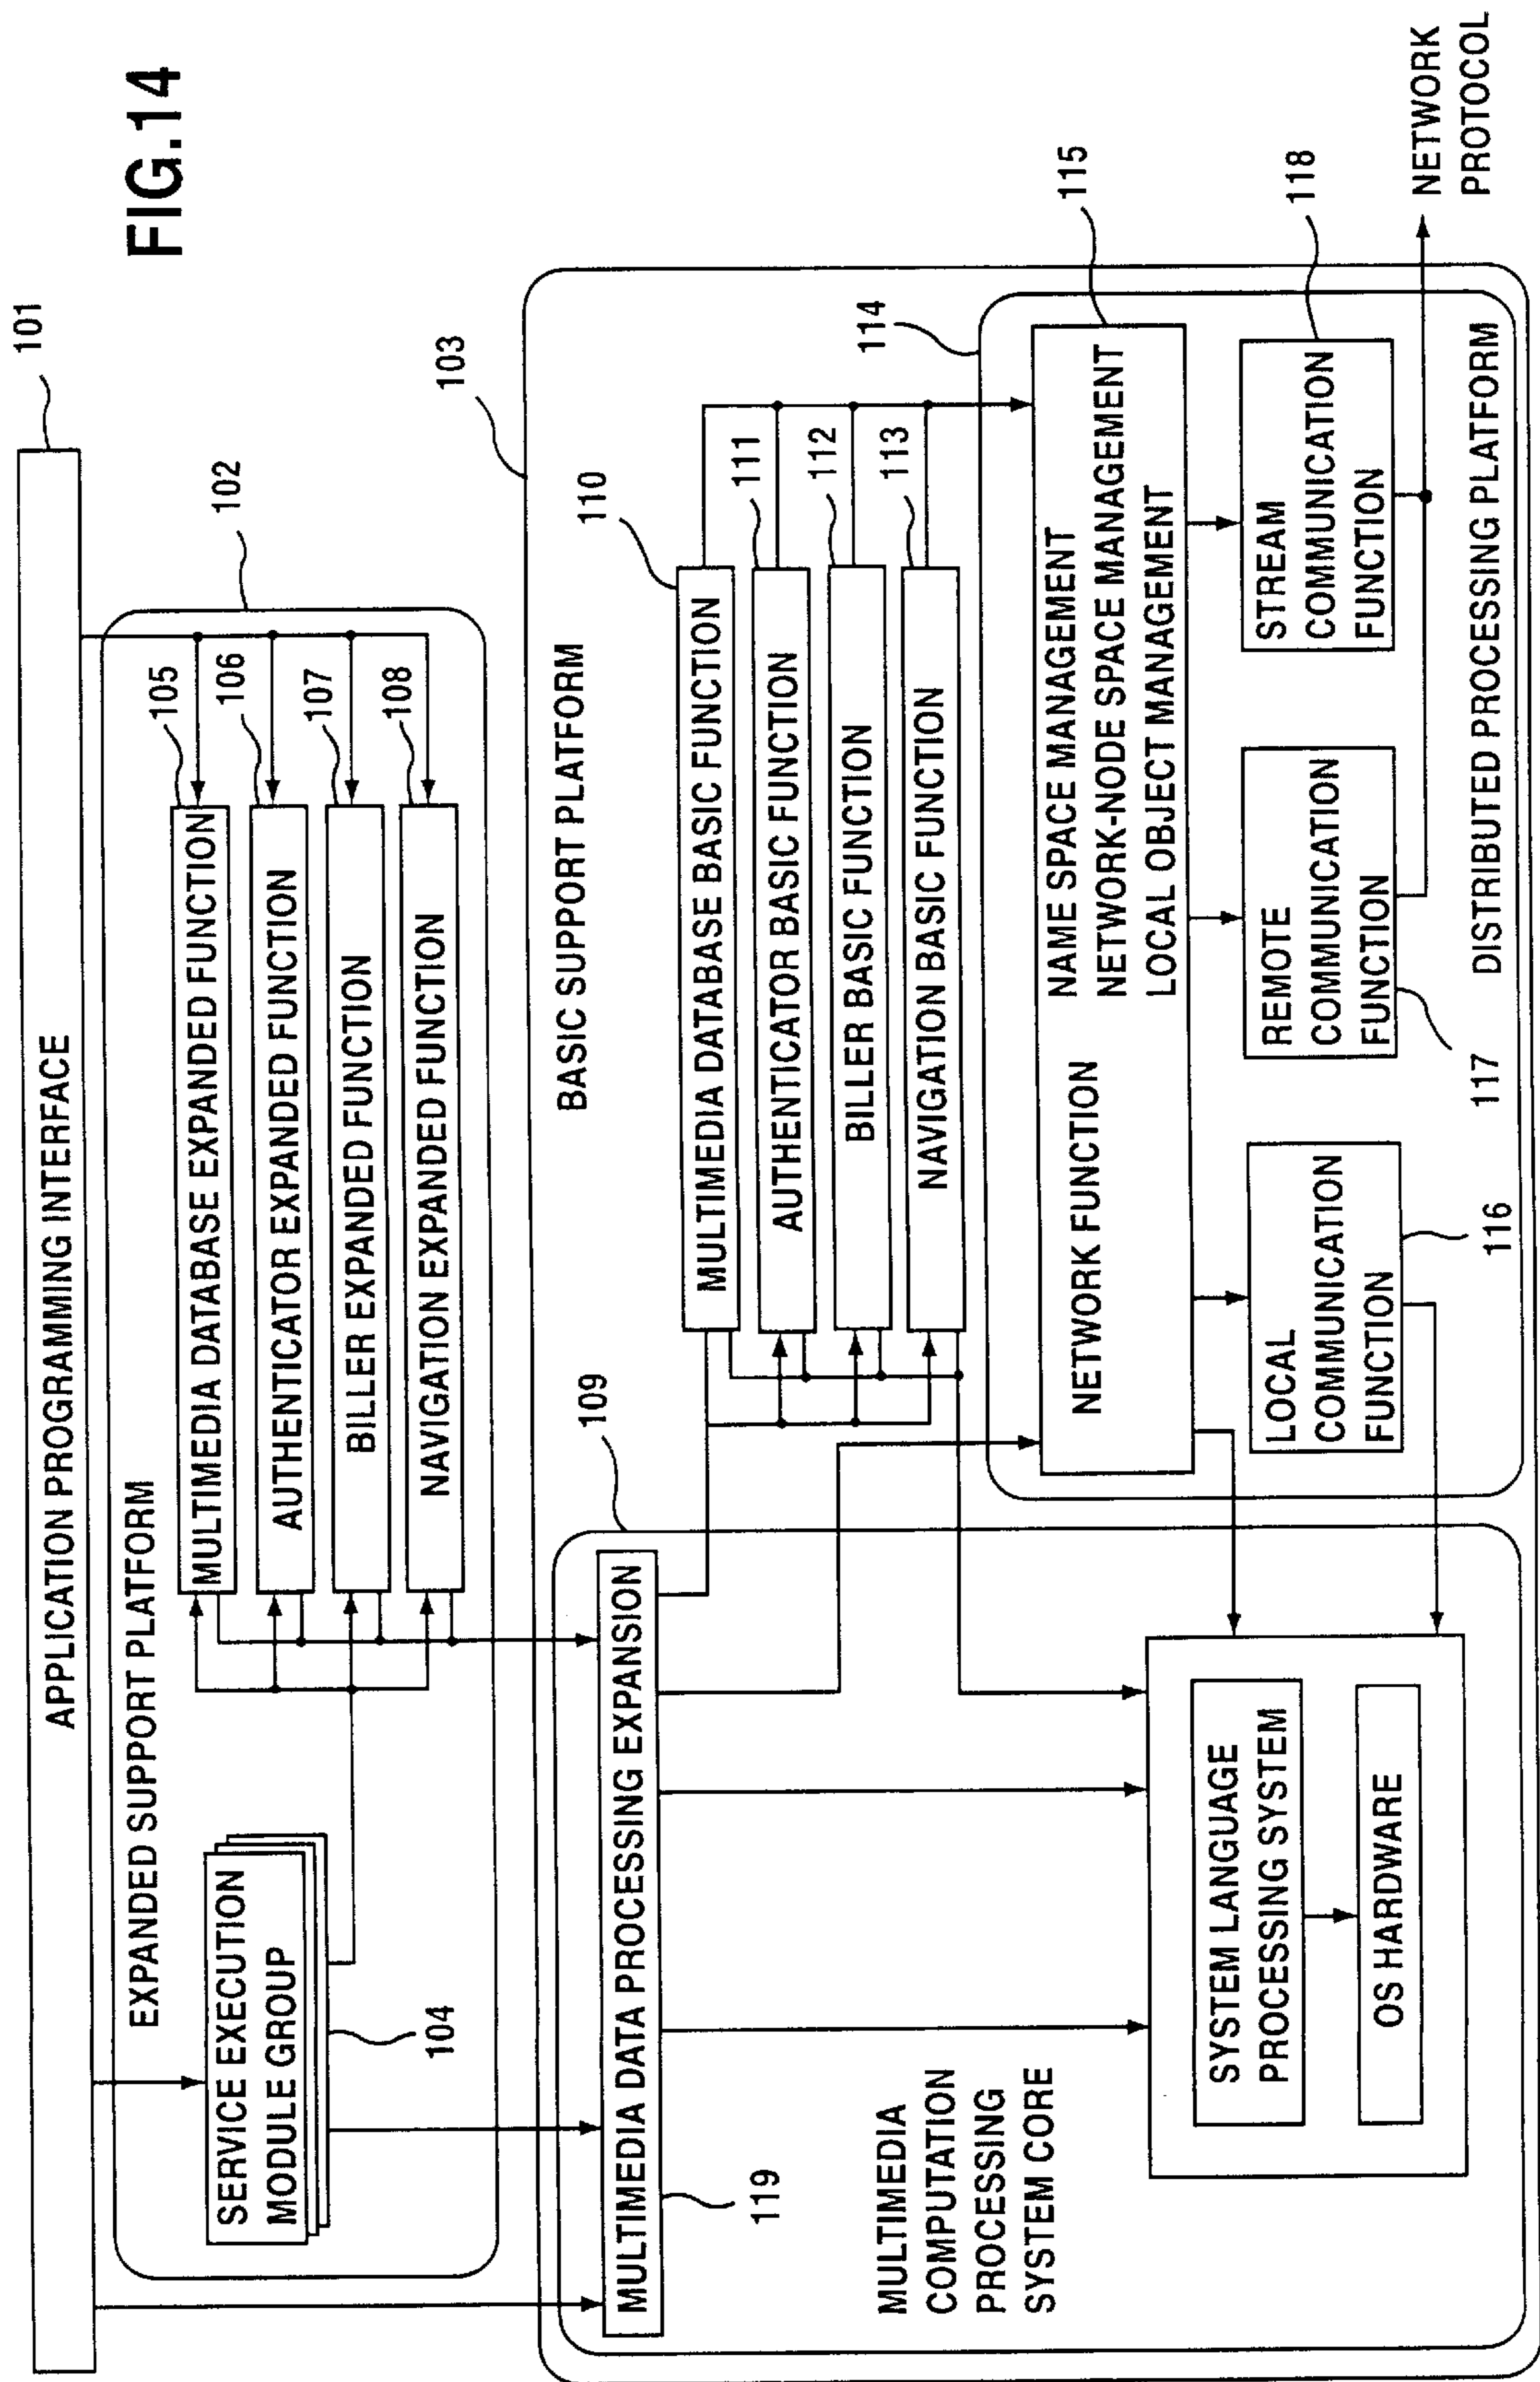 FIG.14
101
APPLICATION PROGRAMMING INTERFACE
102
EXPANDED SUPPORT PLATFORM
SERVICE EXECUTION
MODULE GROUP
104
105
MULTIMEDIA DATABASE EXPANDED FUNCTION
106
AUTHENTICATOR EXPANDED FUNCTION
107
BILLER EXPANDED FUNCTION
108
NAVIGATION EXPANDED FUNCTION
103
BASIC SUPPORT PLATFORM
109
MULTIMEDIA DATA PROCESSING EXPANSION
119
MULTIMEDIA
COMPUTATION
PROCESSING
SYSTEM CORE
SYSTEM LANGUAGE
PROCESSING SYSTEM
OS HARDWARE
110
MULTIMEDIA DATABASE BASIC FUNCTION
111
AUTHENTICATOR BASIC FUNCTION
112
BILLER BASIC FUNCTION
113
NAVIGATION BASIC FUNCTION
114
115
NETWORK FUNCTION
NAME SPACE MANAGEMENT
NETWORK-NODE SPACE MANAGEMENT
LOCAL OBJECT MANAGEMENT
LOCAL
COMMUNICATION
FUNCTION
116
REMOTE
COMMUNICATION
FUNCTION
117
STREAM
COMMUNICATION
FUNCTION
118
DISTRIBUTED PROCESSING PLATFORM
NETWORK
PROTOCOL